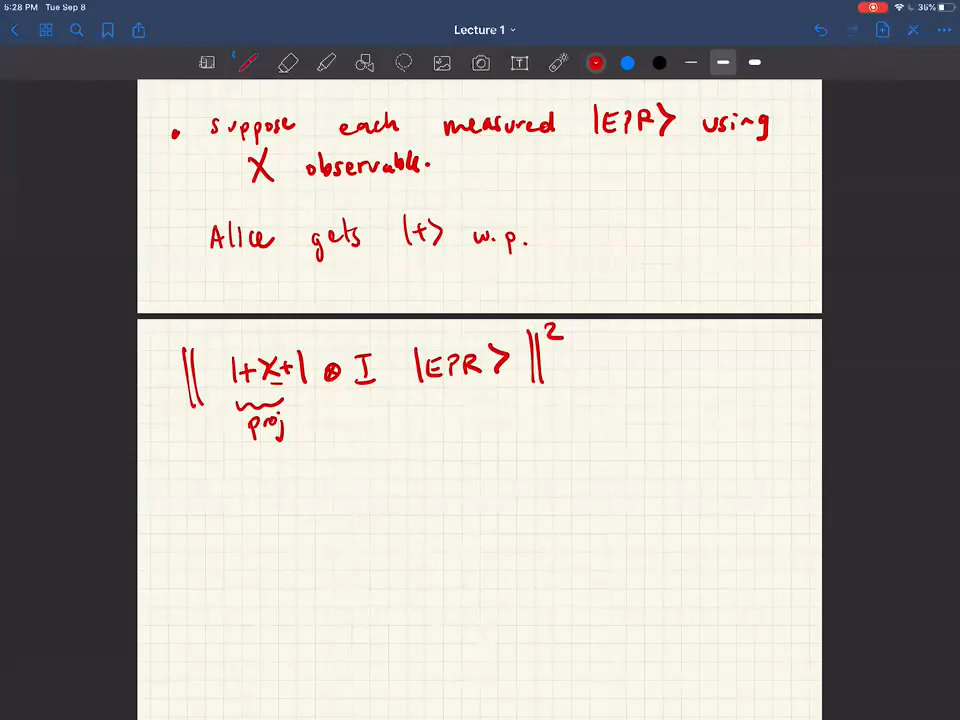 5:28 PM Tue Sep 8
35%
Lecture 1
• suppose each measured |EPR> using
X observable.
Alice gets |+> w.p.
|| |+X+| ⊗ I |EPR> ||²
proj